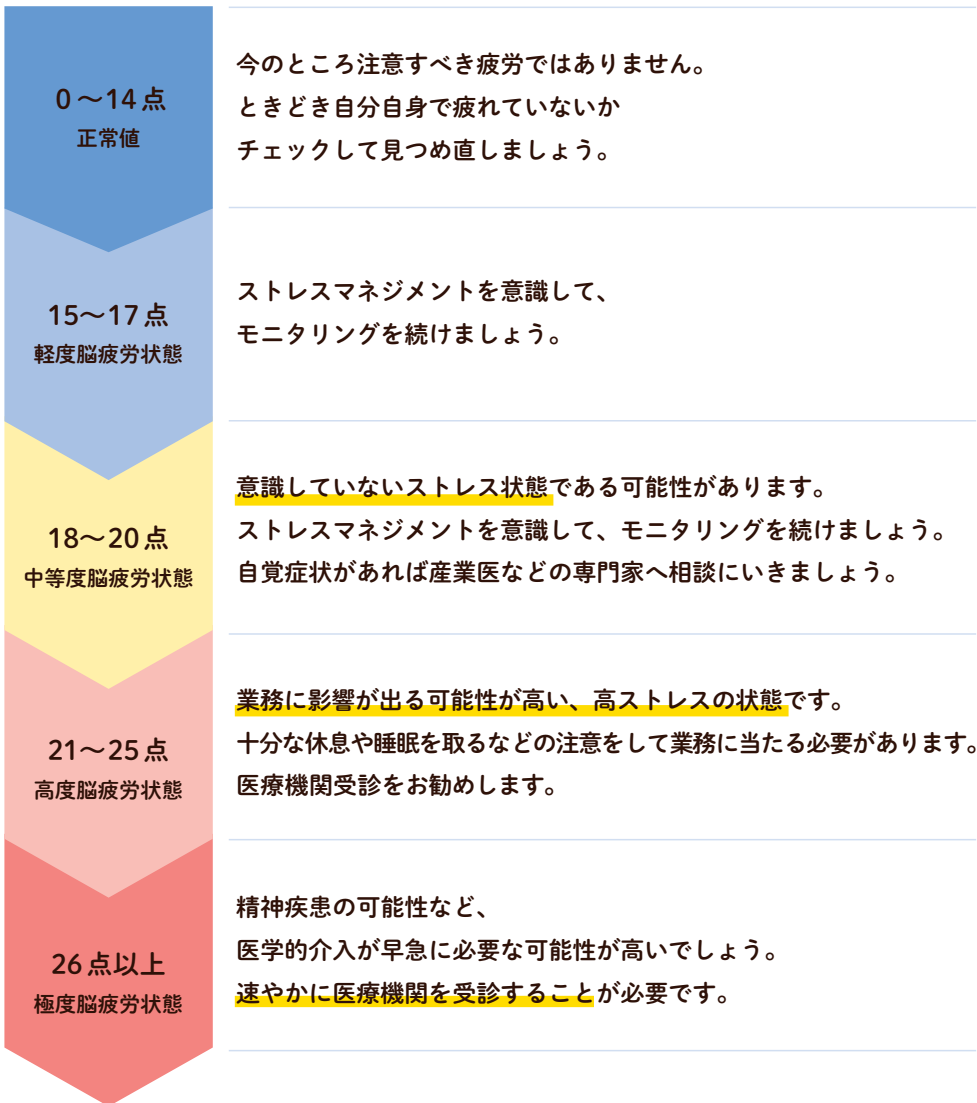 0～14点
正常値
今のところ注意すべき疲労ではありません。
ときどき自分自身で疲れていないか
チェックして見つめ直しましょう。
15～17点
軽度脳疲労状態
ストレスマネジメントを意識して、
モニタリングを続けましょう。
18～20点
中等度脳疲労状態
意識していないストレス状態である可能性があります。
ストレスマネジメントを意識して、モニタリングを続けましょう。
自覚症状があれば産業医などの専門家へ相談にいきましょう。
21～25点
高度脳疲労状態
業務に影響が出る可能性が高い、高ストレスの状態です。
十分な休息や睡眠を取るなどの注意をして業務に当たる必要があります。
医療機関受診をお勧めします。
26点以上
極度脳疲労状態
精神疾患の可能性など、
医学的介入が早急に必要な可能性が高いでしょう。
速やかに医療機関を受診することが必要です。